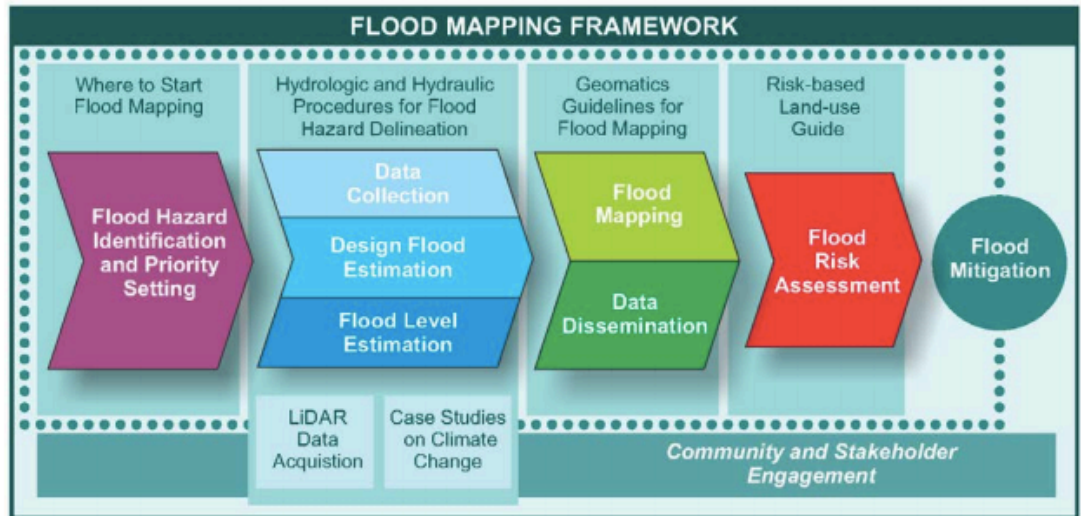 FLOOD MAPPING FRAMEWORK
Where to Start
Flood Mapping
Hydrologic and Hydraulic
Procedures for Flood
Hazard Delineation
Geomatics
Guidelines for
Flood Mapping
Risk-based
Land-use
Guide
Flood Hazard
Identification
and Priority
Setting
Data
Collection
Design Flood
Estimation
Flood Level
Estimation
Flood
Mapping
Data
Dissemination
Flood
Risk
Assessment
Flood
Mitigation
LiDAR
Data
Acquistion
Case Studies
on Climate
Change
Community and Stakeholder
Engagement